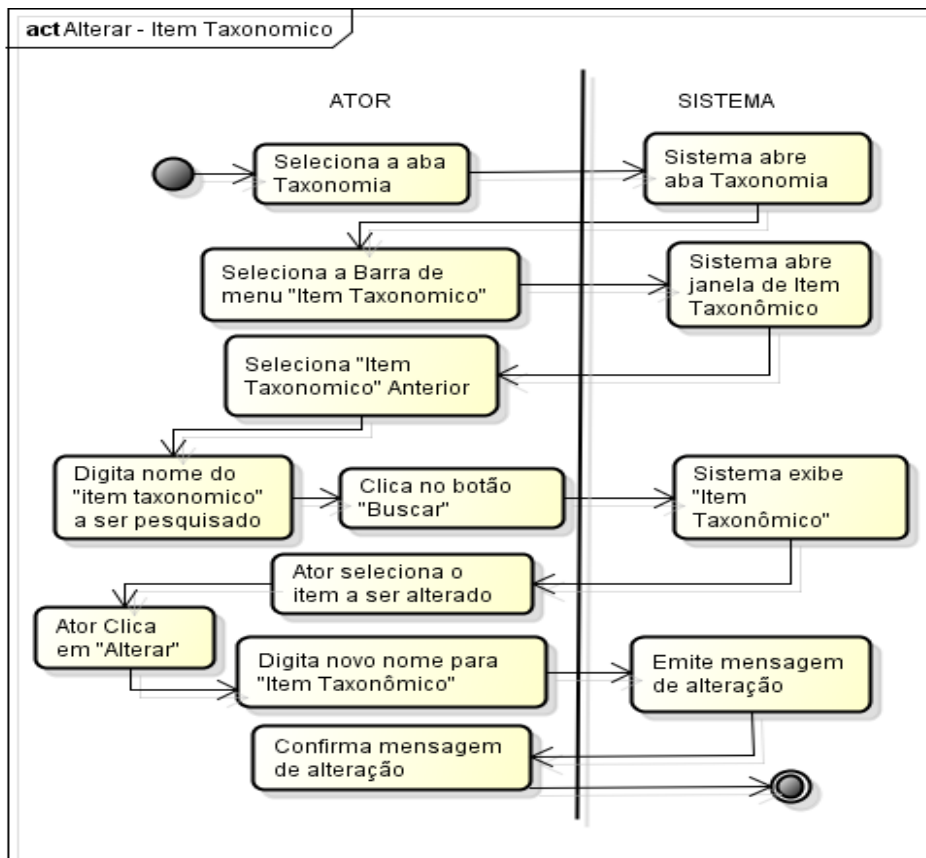 act Alterar - Item Taxonomico
ATOR
SISTEMA
Seleciona a aba
Taxonomia
Sistema abre
aba Taxonomia
Seleciona a Barra de
menu "Item Taxonomico"
Sistema abre
janela de Item
Taxonômico
Seleciona "Item
Taxonomico" Anterior
Digita nome do
"item taxonomico"
a ser pesquisado
Clica no botão
"Buscar"
Sistema exibe
"Item
Taxonômico"
Ator seleciona o
item a ser alterado
Ator Clica
em "Alterar"
Digita novo nome para
"Item Taxonômico"
Emite mensagem
de alteração
Confirma mensagem
de alteração